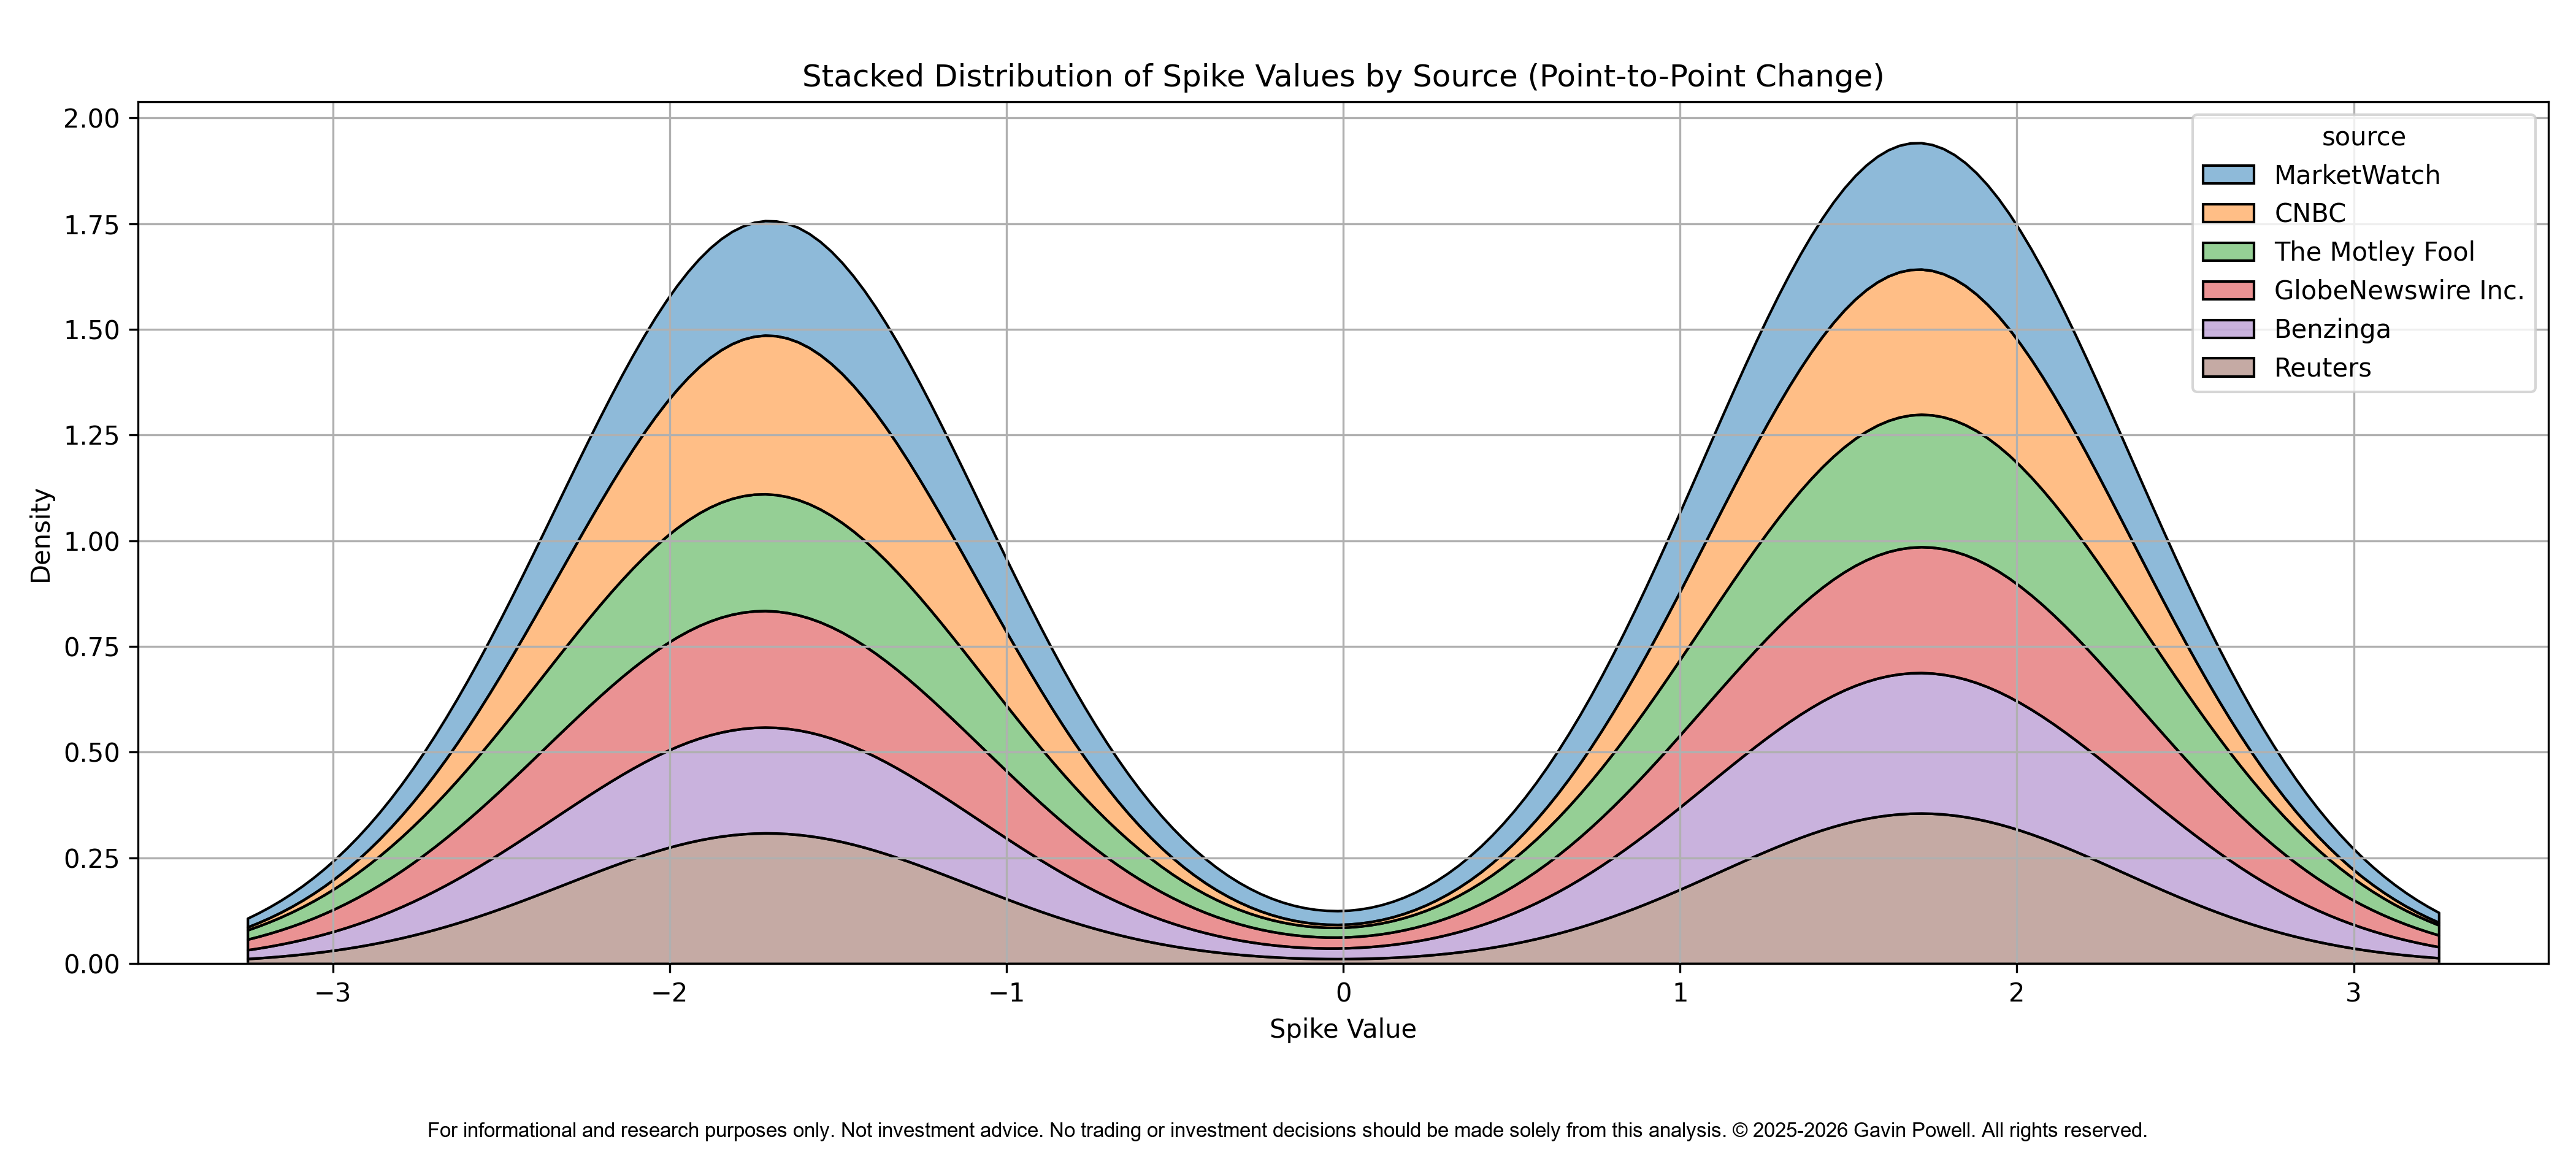 Stacked Distribution of Spike Values by Source (Point-to-Point Change)
2.00
1.75
1.50
1.25
1.00
0.75
0.50
0.25
0.00
Density
source
MarketWatch
CNBC
The Motley Fool
GlobeNewswire Inc.
Benzinga
Reuters
−3 −2 −1 0 1 2 3
Spike Value
For informational and research purposes only. Not investment advice. No trading or investment decisions should be made solely from this analysis. © 2025-2026 Gavin Powell. All rights reserved.